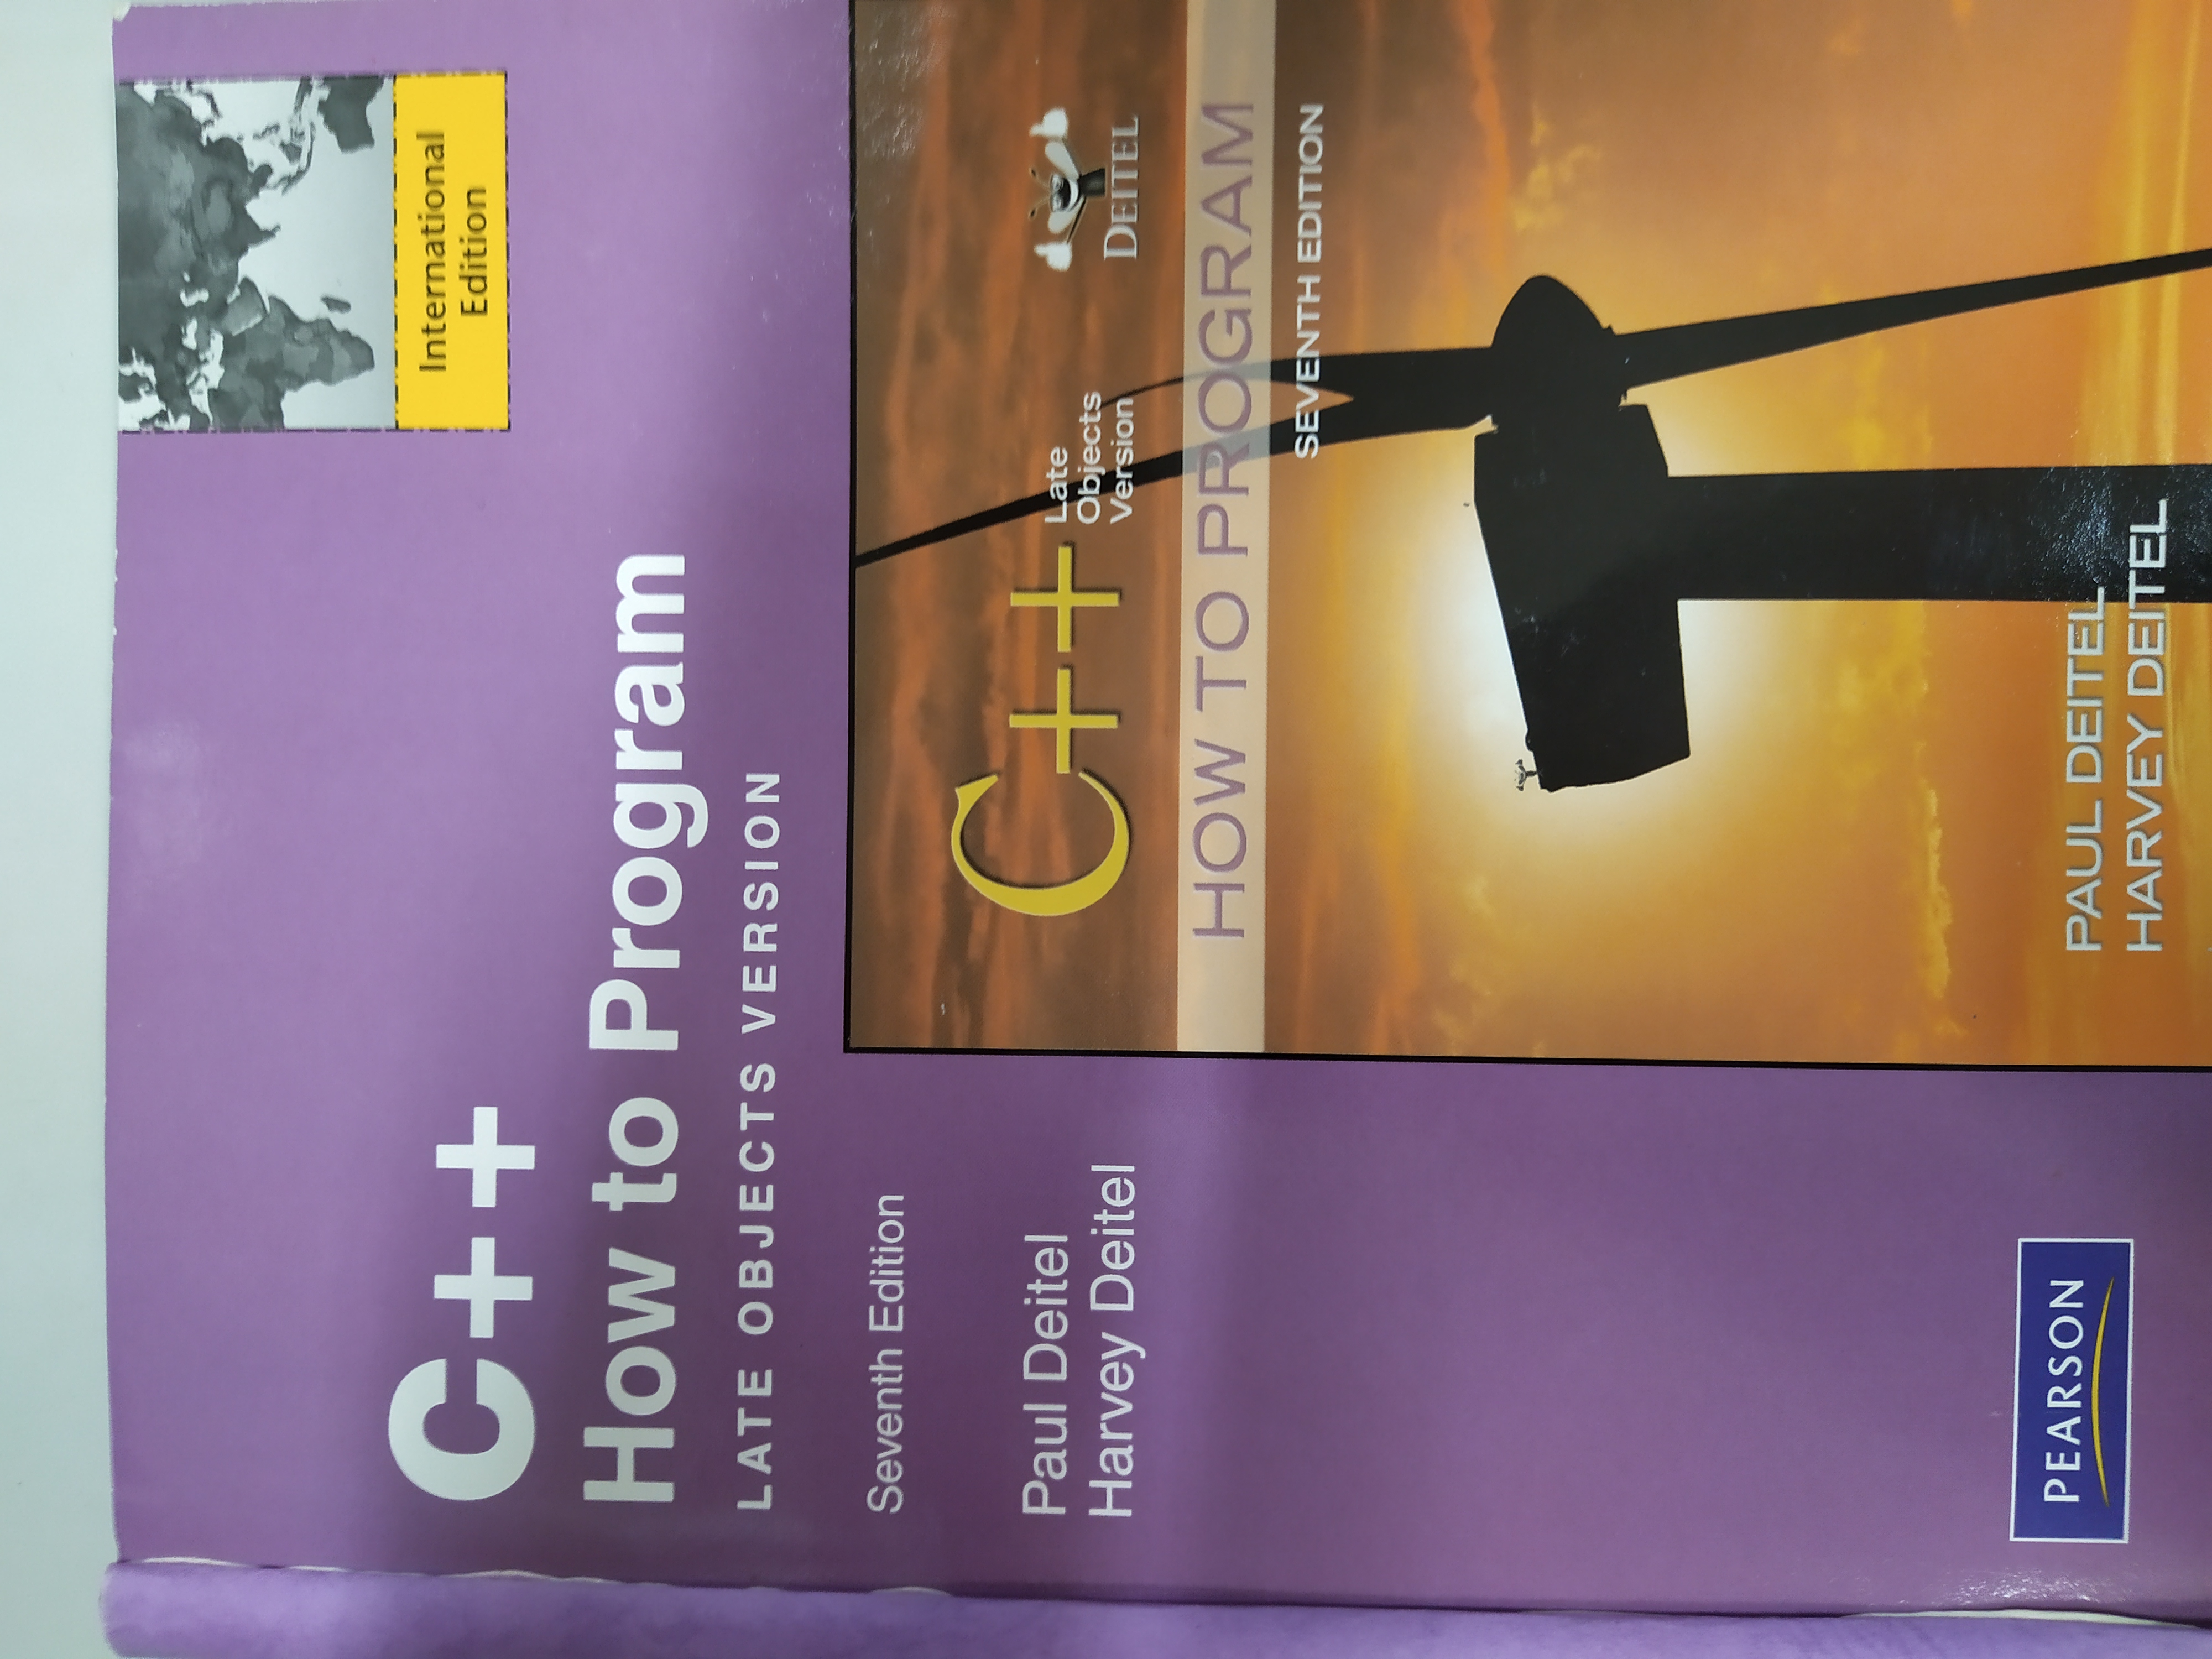 International
Edition
C++
How to Program
LATE OBJECTS VERSION
Seventh Edition
Paul Deitel
Harvey Deitel
C++
Late
Objects
Version
DEITEL
HOW TO PROGRAM
SEVENTH EDITION
PAUL DEITEL
HARVEY DEITEL
PEARSON